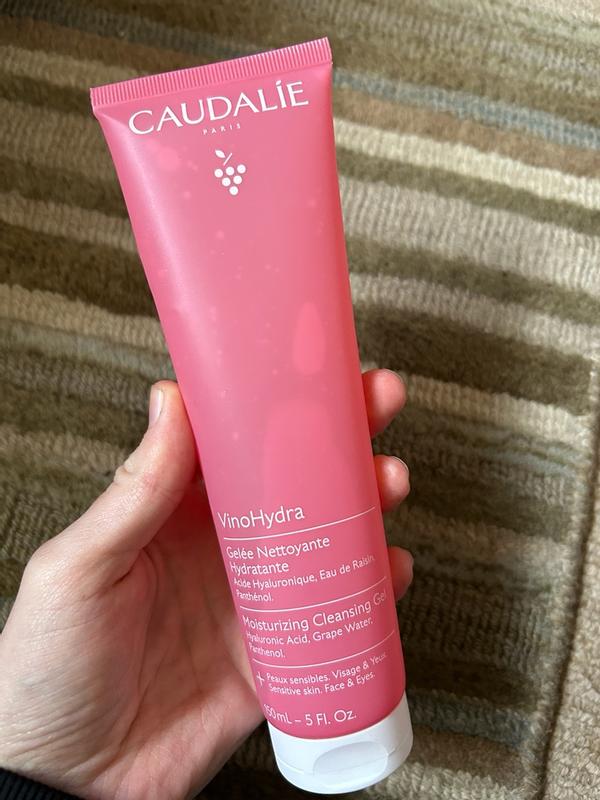 CAUDALÍE
PARIS
VinoHydra
Gelée Nettoyante
Hydratante
Acide Hyaluronique, Eau de Raisin,
Panthénol.
Moisturizing Cleansing Gel
Hyaluronic Acid, Grape Water,
Panthenol.
+ Peaux sensibles. Visage & Yeux.
Sensitive skin. Face & Eyes.
150mL – 5 Fl. Oz.